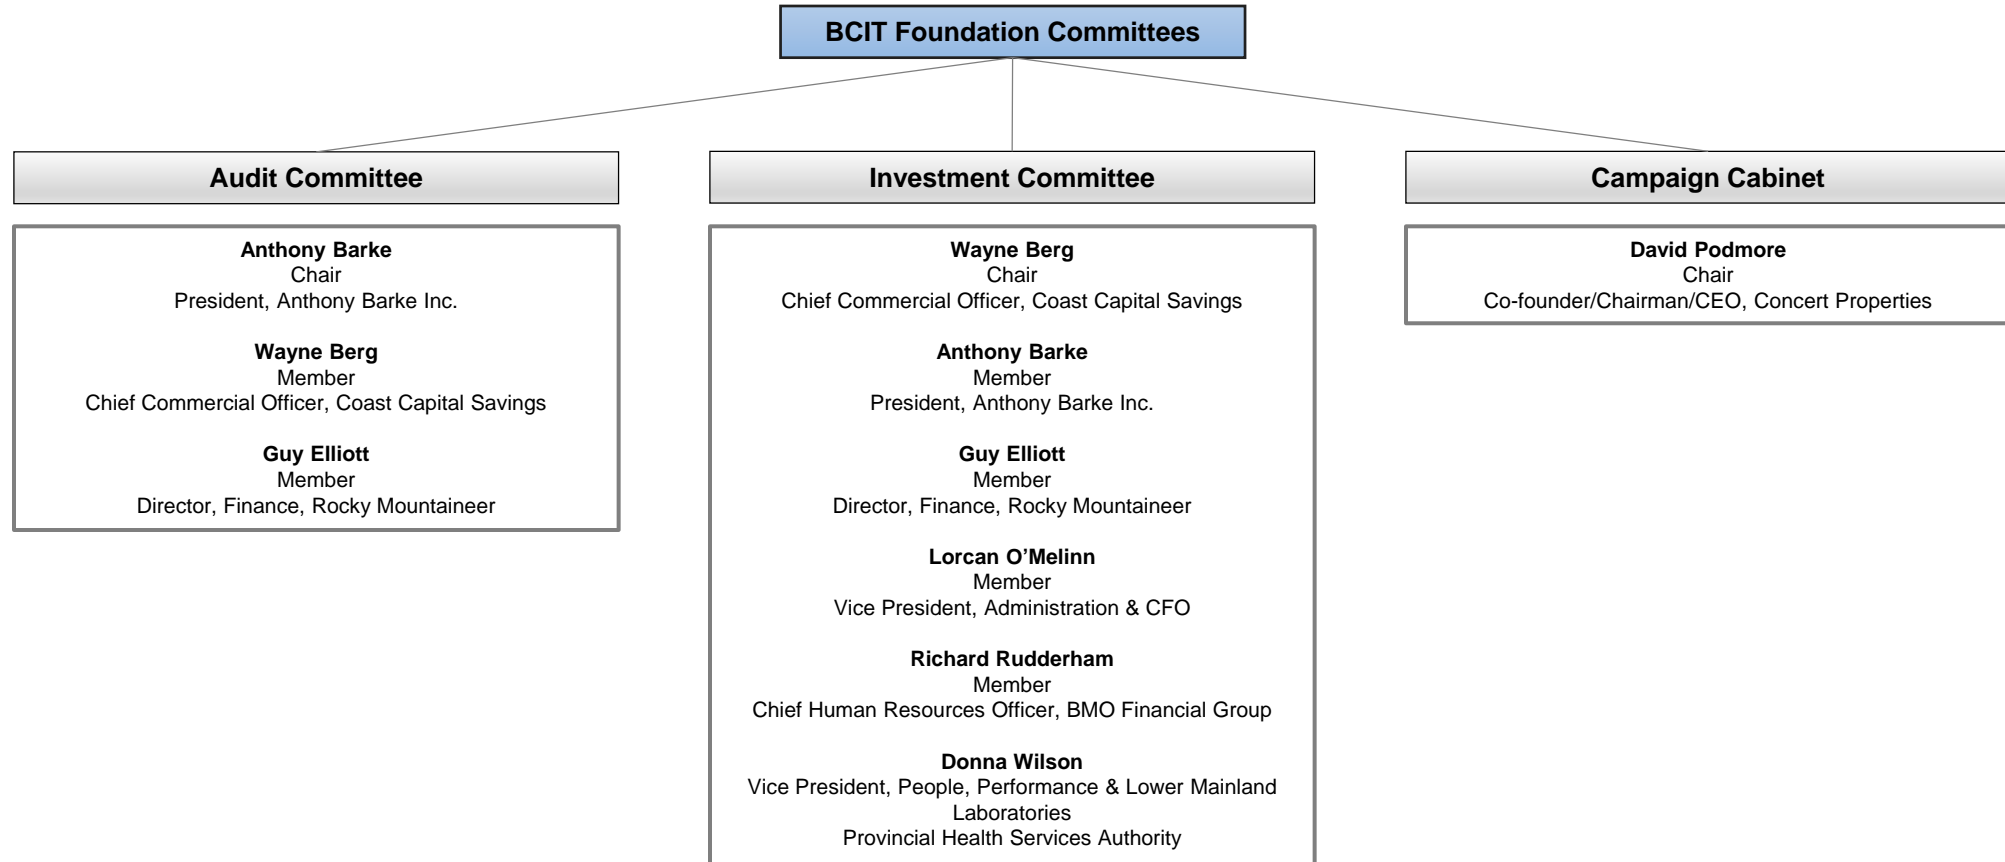 BCIT Foundation Committees
Audit Committee
Anthony Barke
Chair
President, Anthony Barke Inc.
Wayne Berg
Member
Chief Commercial Officer, Coast Capital Savings
Guy Elliott
Member
Director, Finance, Rocky Mountaineer
Investment Committee
Wayne Berg
Chair
Chief Commercial Officer, Coast Capital Savings
Anthony Barke
Member
President, Anthony Barke Inc.
Guy Elliott
Member
Director, Finance, Rocky Mountaineer
Lorcan O’Melinn
Member
Vice President, Administration & CFO
Richard Rudderham
Member
Chief Human Resources Officer, BMO Financial Group
Donna Wilson
Vice President, People, Performance & Lower Mainland
Laboratories
Provincial Health Services Authority
Campaign Cabinet
David Podmore
Chair
Co-founder/Chairman/CEO, Concert Properties